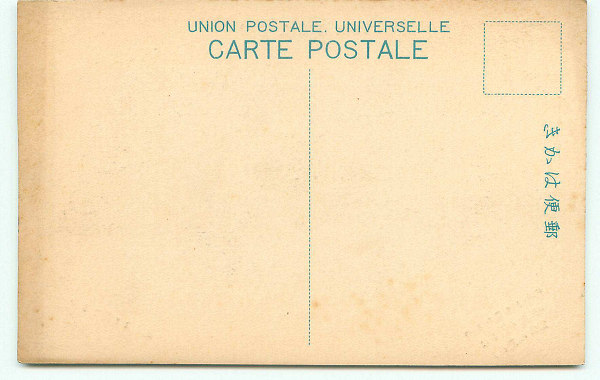 UNION POSTALE. UNIVERSELLE
CARTE POSTALE
郵便はかき